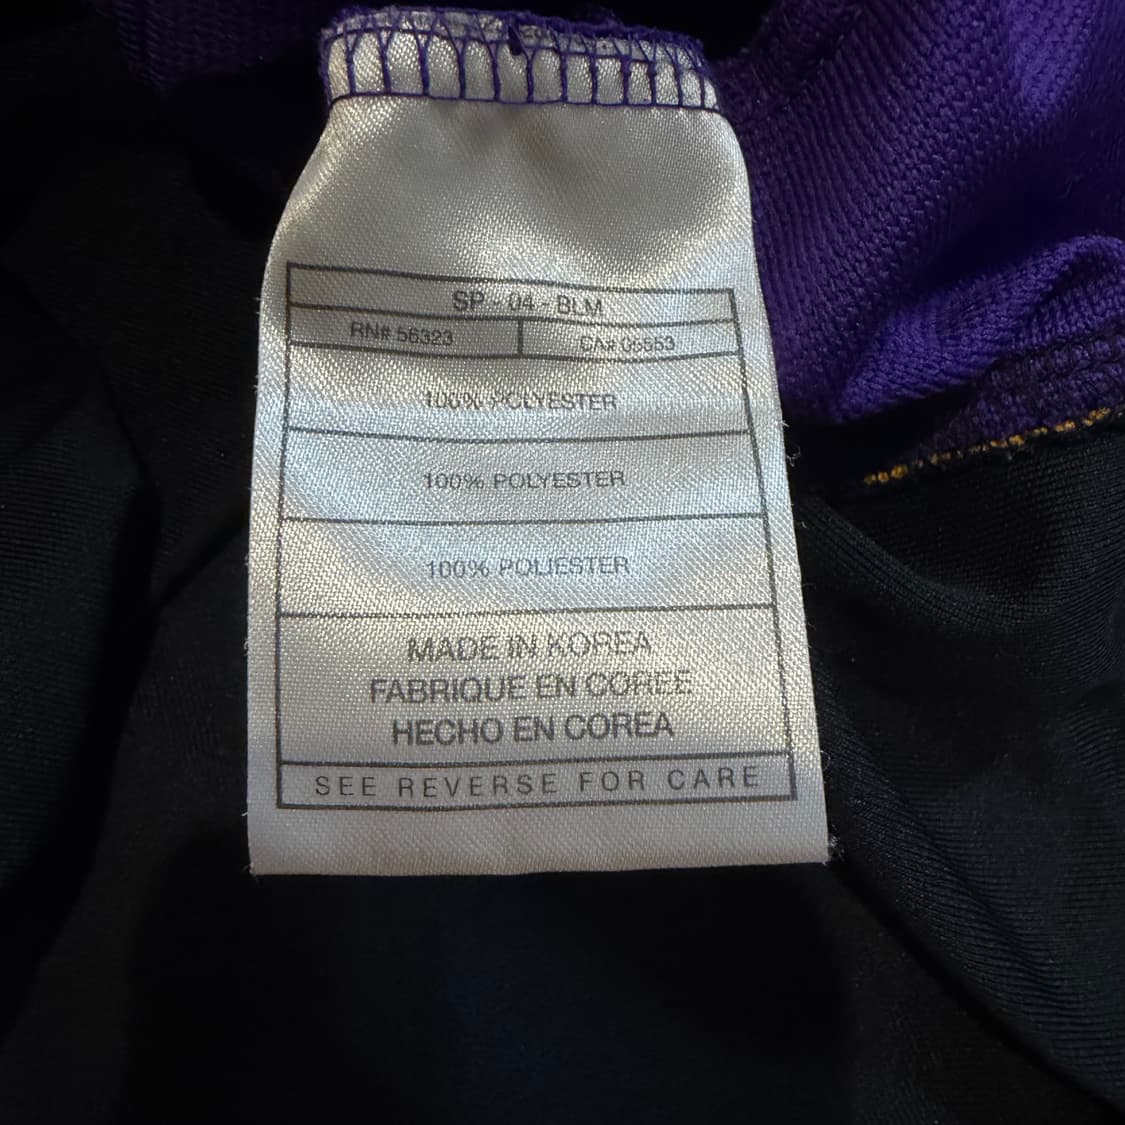 SP - 04 - BLM
RN# 56323
CA# 05553
100% POLYESTER
100% POLYESTER
100% POLIESTER
MADE IN KOREA
FABRIQUE EN COREE
HECHO EN COREA
SEE REVERSE FOR CARE